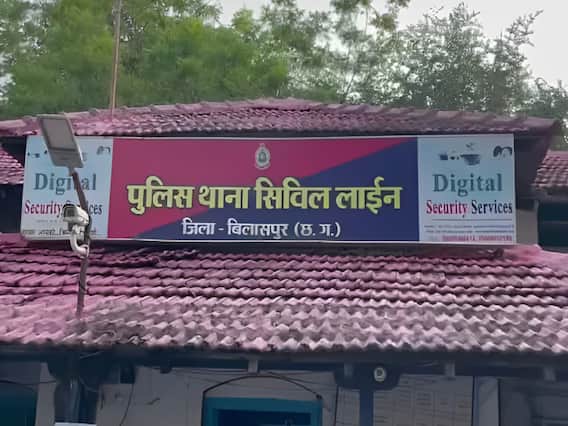 Digital
Security Services
पुलिस थाना सिविल लाईन
जिला - बिलासपुर (छ. ग.)
Digital
Security Services